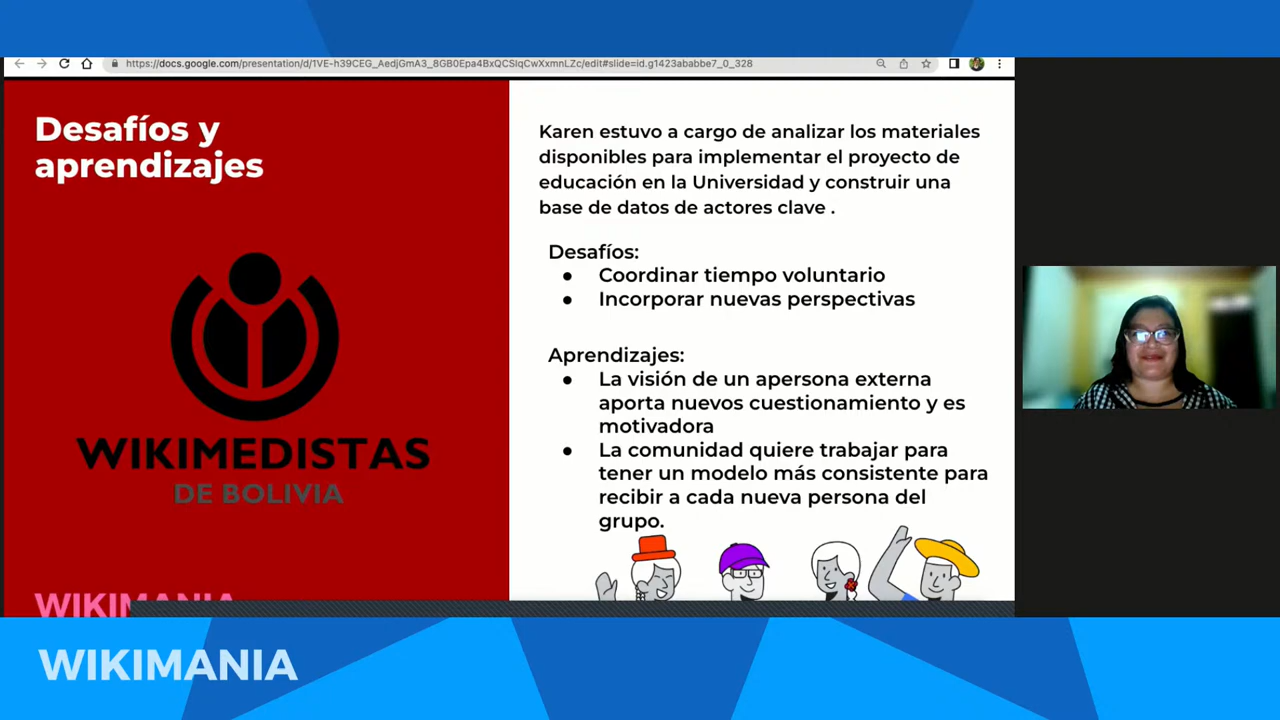 https://docs.google.com/presentation/d/1VE-h39CEG_AedjGmA3_8GB0Epa4BxQCSIqCwXxmnLZc/edit#slide=id.g1423ababbe7_0_328
Desafíos y
aprendizajes
WIKIMEDISTAS
DE BOLIVIA
WIKIMANIA
Karen estuvo a cargo de analizar los materiales
disponibles para implementar el proyecto de
educación en la Universidad y construir una
base de datos de actores clave .
Desafíos:
● Coordinar tiempo voluntario
● Incorporar nuevas perspectivas
Aprendizajes:
● La visión de un apersona externa
aporta nuevos cuestionamiento y es
motivadora
● La comunidad quiere trabajar para
tener un modelo más consistente para
recibir a cada nueva persona del
grupo.
WIKIMANIA